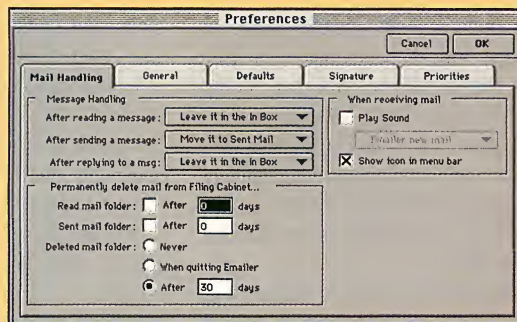 Preferences
Cancel OK
Mail Handling General Defaults Signature Priorities
Message Handling
After reading a message: Leave it in the In Box
After sending a message: Move it to Sent Mail
After replying to a msg: Leave it in the In Box
When receiving mail
Play Sound
Emailer new mail
Show icon in menu bar
Permanently delete mail from Filing Cabinet...
Read mail folder: After 0 days
Sent mail folder: After 0 days
Deleted mail folder: Never
When quitting Emailer
After 30 days